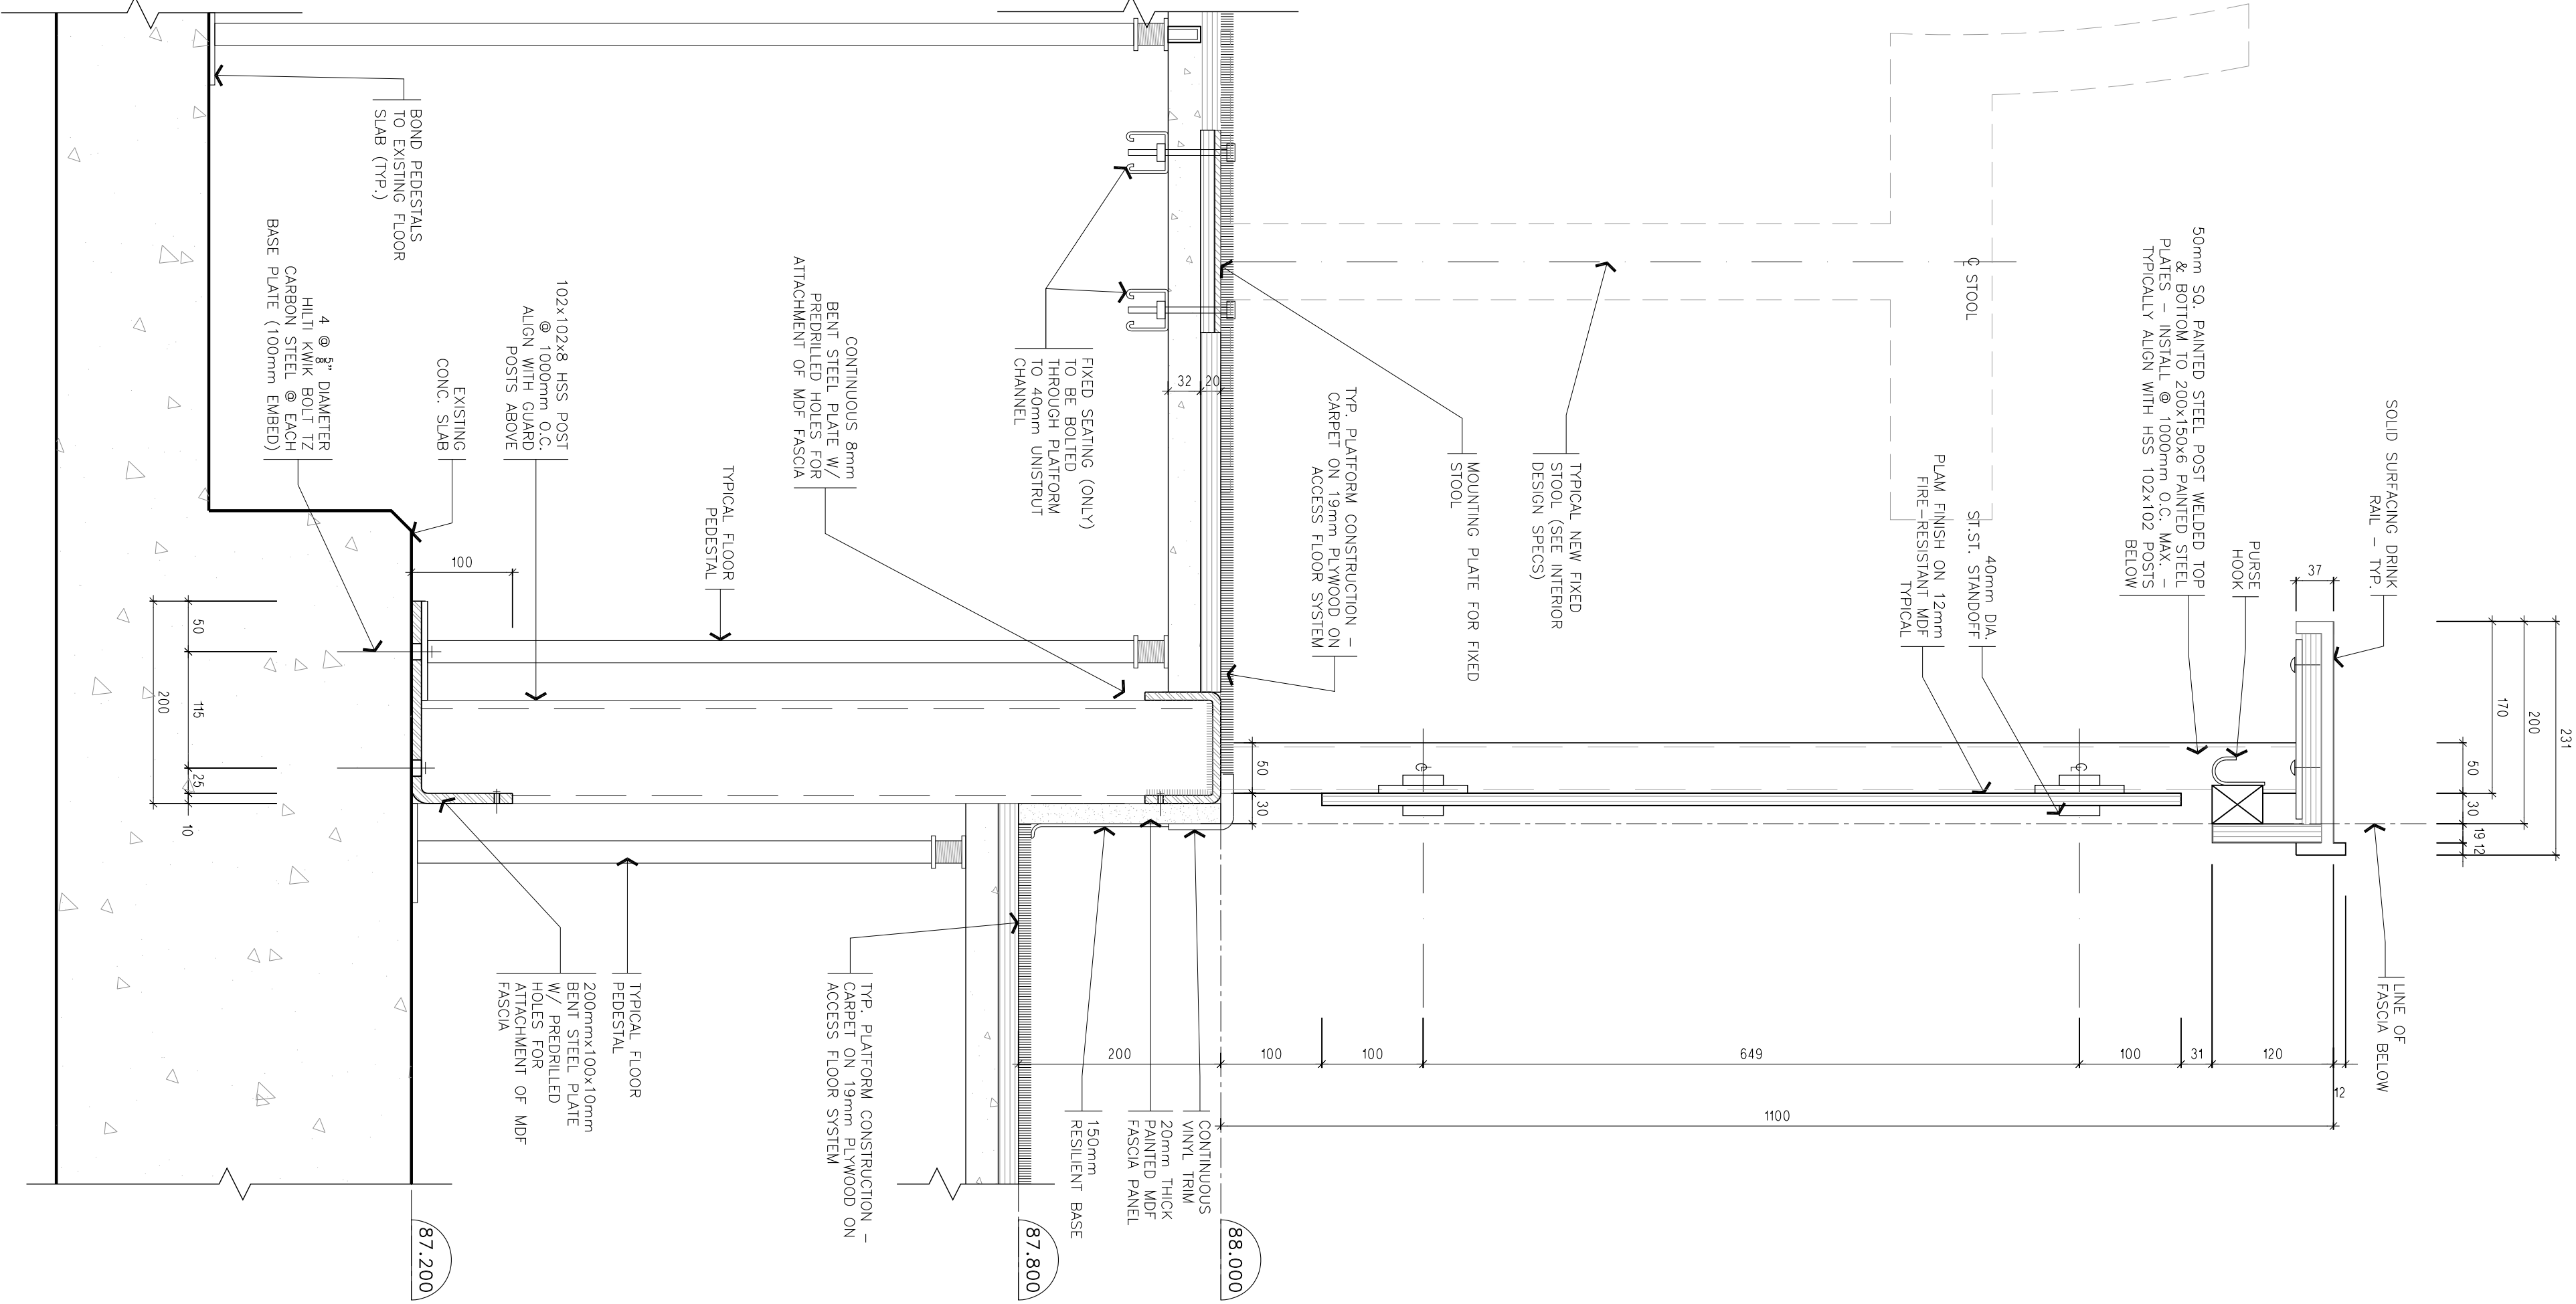 SOLID SURFACING DRINK
RAIL – TYP.
PURSE
HOOK
50mm SQ. PAINTED STEEL POST WELDED TOP
& BOTTOM TO 200x150x6 PAINTED STEEL
PLATES – INSTALL @ 1000mm O.C. MAX. –
TYPICALLY ALIGN WITH HSS 102x102 POSTS
BELOW
40mm DIA.
ST.ST. STANDOFF
PLAM FINISH ON 12mm
FIRE–RESISTANT MDF
TYPICAL
℄ STOOL
TYPICAL NEW FIXED
STOOL (SEE INTERIOR
DESIGN SPECS)
MOUNTING PLATE FOR FIXED
STOOL
TYP. PLATFORM CONSTRUCTION –
CARPET ON 19mm PLYWOOD ON
ACCESS FLOOR SYSTEM
FIXED SEATING (ONLY)
TO BE BOLTED
THROUGH PLATFORM
TO 40mm UNISTRUT
CHANNEL
CONTINUOUS 8mm
BENT STEEL PLATE W/
PREDRILLED HOLES FOR
ATTACHMENT OF MDF FASCIA
TYPICAL FLOOR
PEDESTAL
102x102x8 HSS POST
@ 1000mm O.C.
ALIGN WITH GUARD
POSTS ABOVE
EXISTING
CONC. SLAB
4 @ 5/8" DIAMETER
HILTI KWIK BOLT TZ
CARBON STEEL @ EACH
BASE PLATE (100mm EMBED)
BOND PEDESTALS
TO EXISTING FLOOR
SLAB (TYP.)
LINE OF
FASCIA BELOW
CONTINUOUS
VINYL TRIM
20mm THICK
PAINTED MDF
FASCIA PANEL
150mm
RESILIENT BASE
TYP. PLATFORM CONSTRUCTION –
CARPET ON 19mm PLYWOOD ON
ACCESS FLOOR SYSTEM
TYPICAL FLOOR
PEDESTAL
200mmx100x10mm
BENT STEEL PLATE
W/ PREDRILLED
HOLES FOR
ATTACHMENT OF MDF
FASCIA
88.000
87.800
87.200
231
200
170
50
30
19
12
37
12
120
31
100
649
100
100
200
1100
50
30
32
20
100
50
115
25
200
10
℄
℄